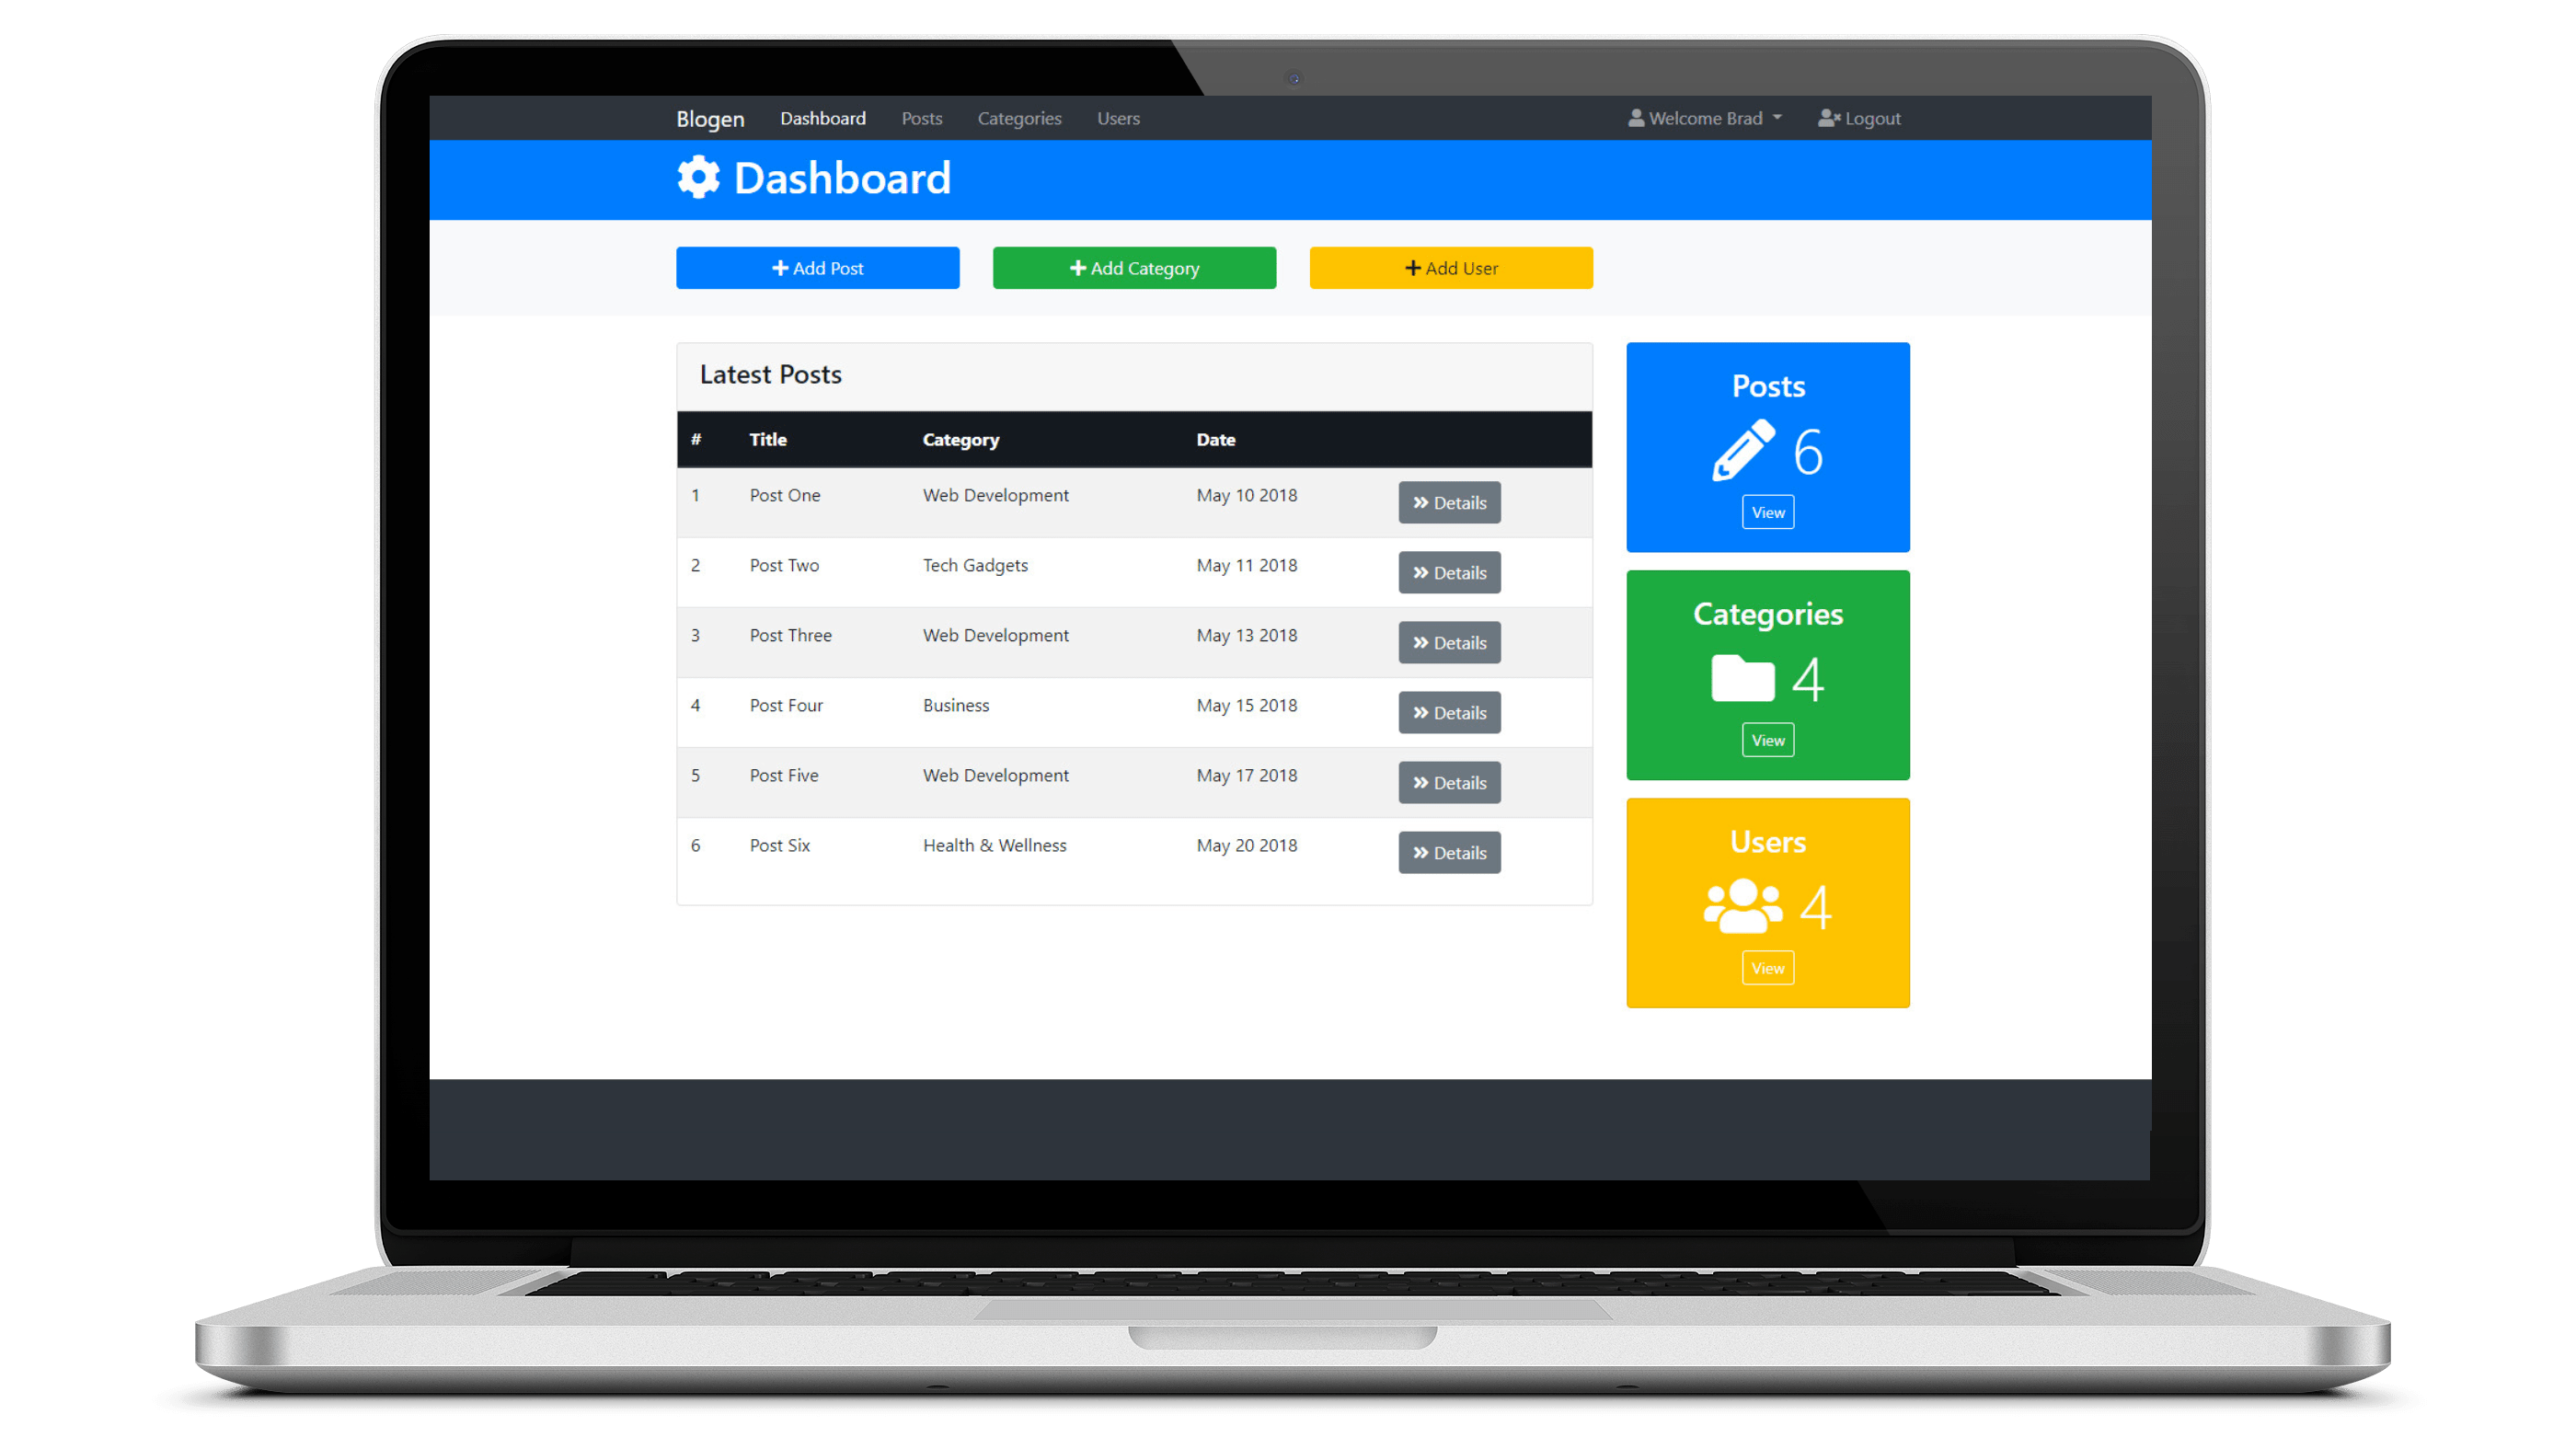 Blogen Dashboard Posts Categories Users Welcome Brad Logout
Dashboard
Add Post Add Category Add User
Latest Posts
# Title Category Date
1 Post One Web Development May 10 2018 Details
2 Post Two Tech Gadgets May 11 2018 Details
3 Post Three Web Development May 13 2018 Details
4 Post Four Business May 15 2018 Details
5 Post Five Web Development May 17 2018 Details
6 Post Six Health & Wellness May 20 2018 Details
Posts
6
View
Categories
4
View
Users
4
View